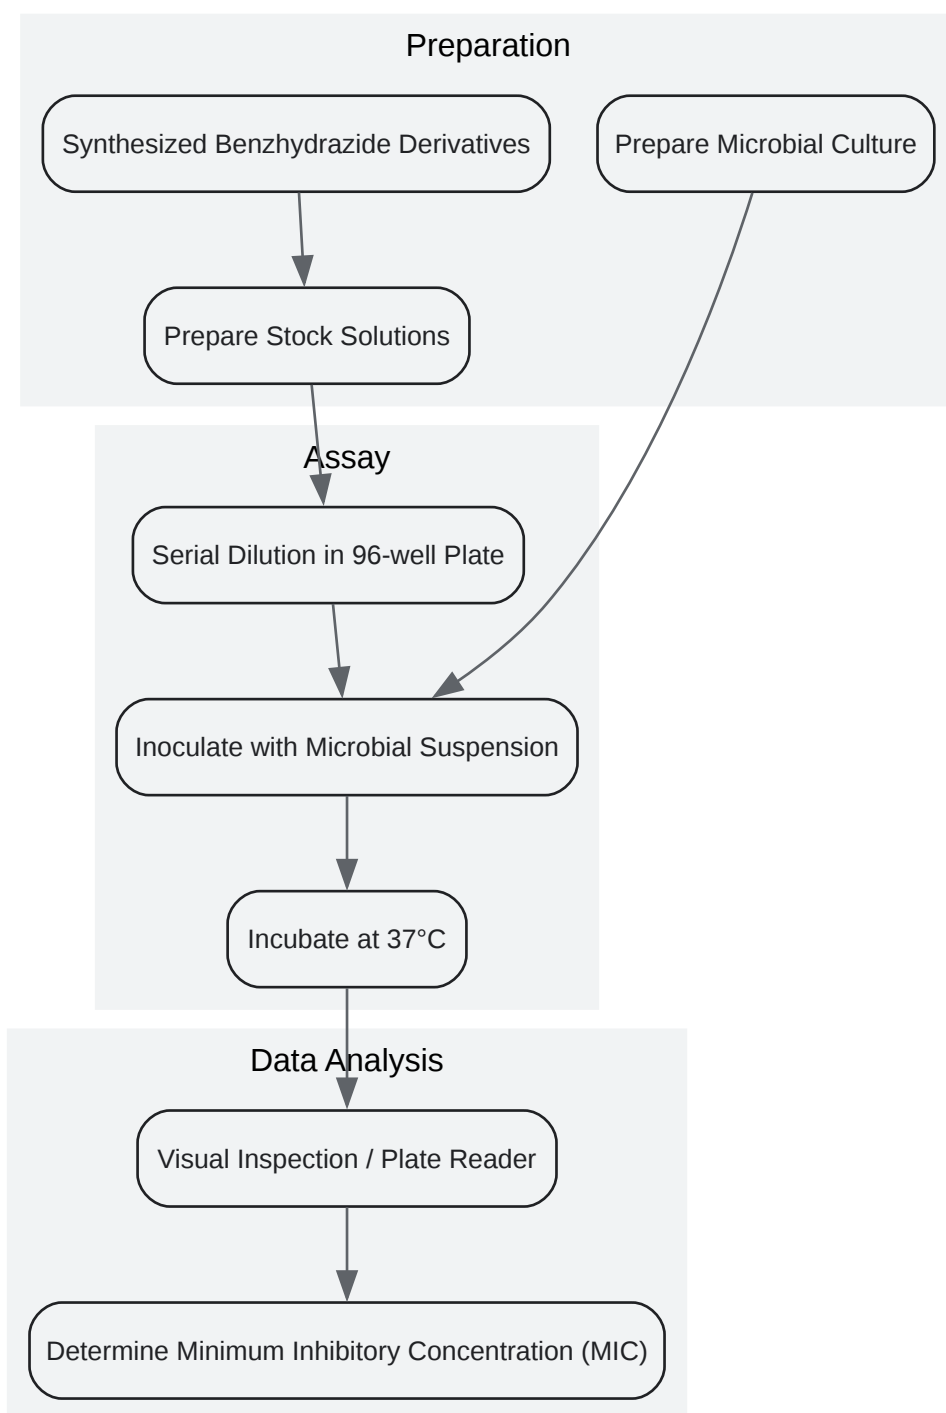 Preparation
Synthesized Benzhydrazide Derivatives
Prepare Microbial Culture
Prepare Stock Solutions
Assay
Serial Dilution in 96-well Plate
Inoculate with Microbial Suspension
Incubate at 37°C
Data Analysis
Visual Inspection / Plate Reader
Determine Minimum Inhibitory Concentration (MIC)